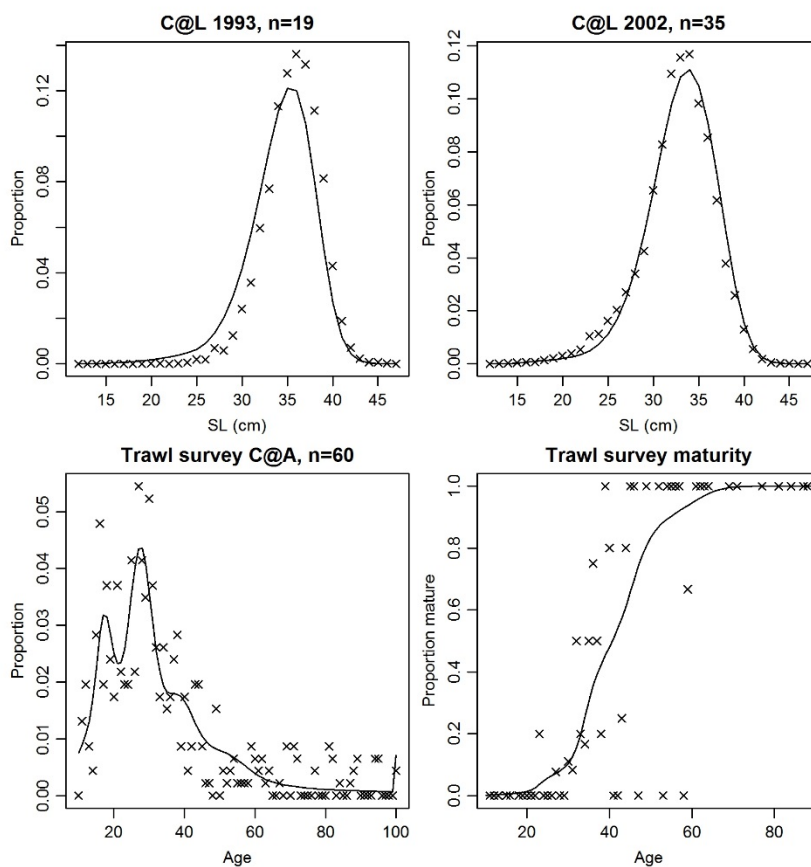 C@L 1993, n=19
Proportion
0.00 0.04 0.08 0.12
15 20 25 30 35 40 45
SL (cm)
C@L 2002, n=35
Proportion
0.00 0.02 0.04 0.06 0.08 0.10 0.12
15 20 25 30 35 40 45
SL (cm)
Trawl survey C@A, n=60
Proportion
0.00 0.01 0.02 0.03 0.04 0.05
20 40 60 80 100
Age
Trawl survey maturity
Proportion mature
0.0 0.2 0.4 0.6 0.8 1.0
20 40 60 80
Age